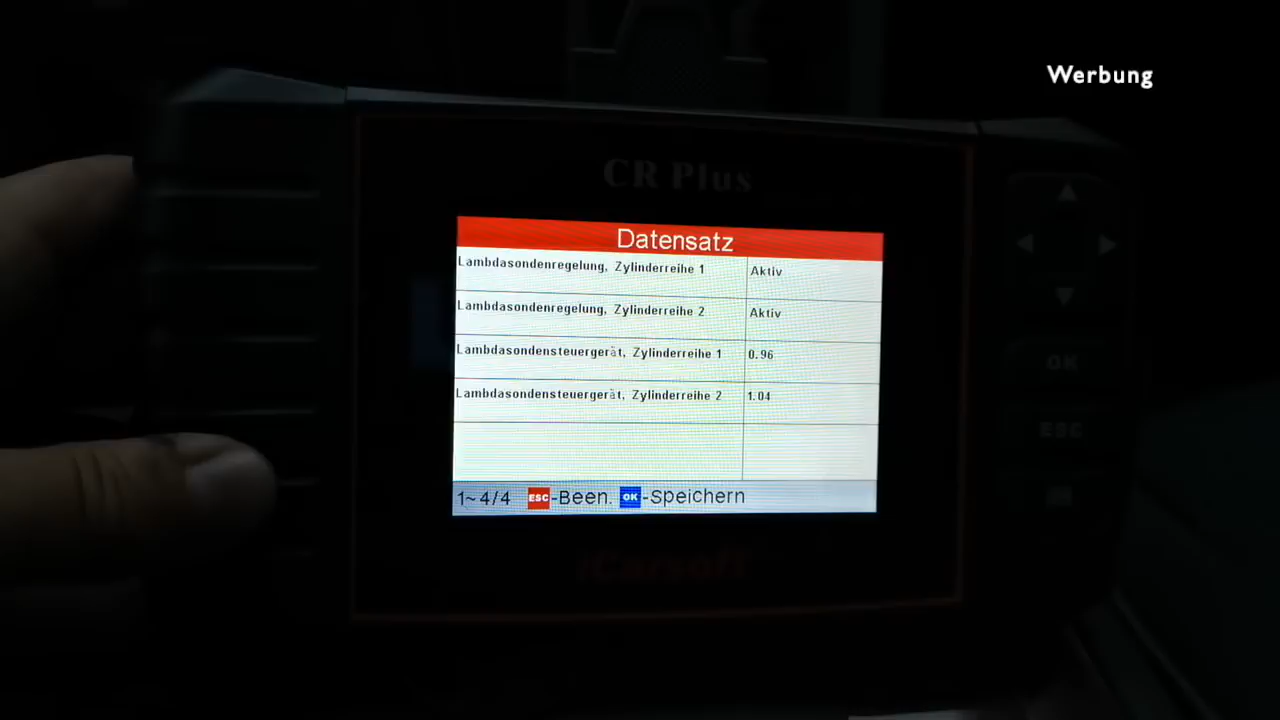 Werbung
CR Plus
Datensatz
Lambdasondenregelung, Zylinderreihe 1 Aktiv
Lambdasondenregelung, Zylinderreihe 2 Aktiv
Lambdasondensteuergerät, Zylinderreihe 1 0.96
Lambdasondensteuergerät, Zylinderreihe 2 1.04
1~4/4 ESC-Been. OK-Speichern
iCarsoft
OK
ESC